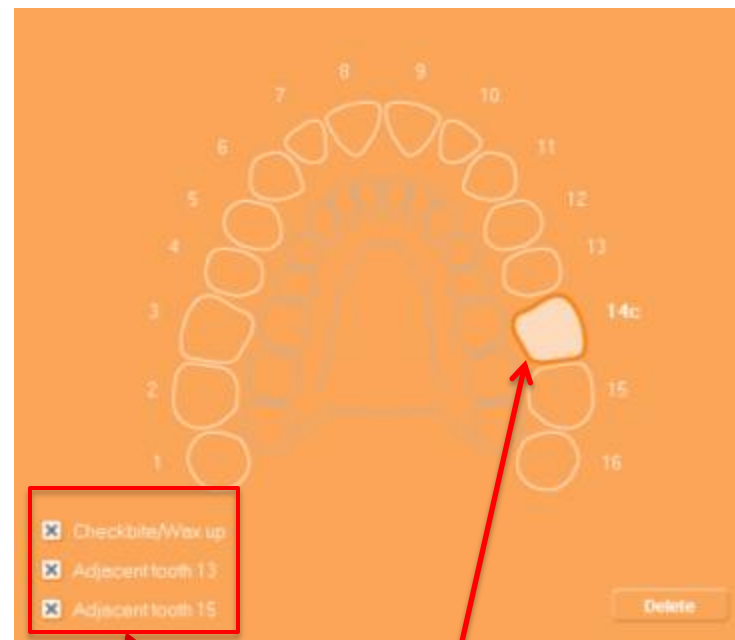 8 9
7 10
6 11
5 12
4 13
3 14c
2 15
1 16
Checkbite/Wax up
Adjacent tooth 13
Adjacent tooth 15
Delete